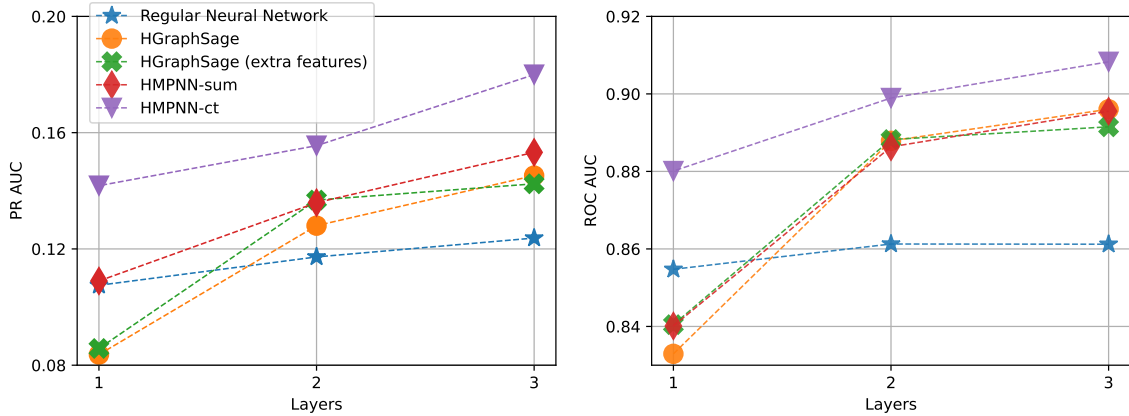 0.20
0.16
0.12
0.08
PR AUC
1
2
3
Layers
Regular Neural Network
HGraphSage
HGraphSage (extra features)
HMPNN-sum
HMPNN-ct
0.92
0.90
0.88
0.86
0.84
ROC AUC
1
2
3
Layers